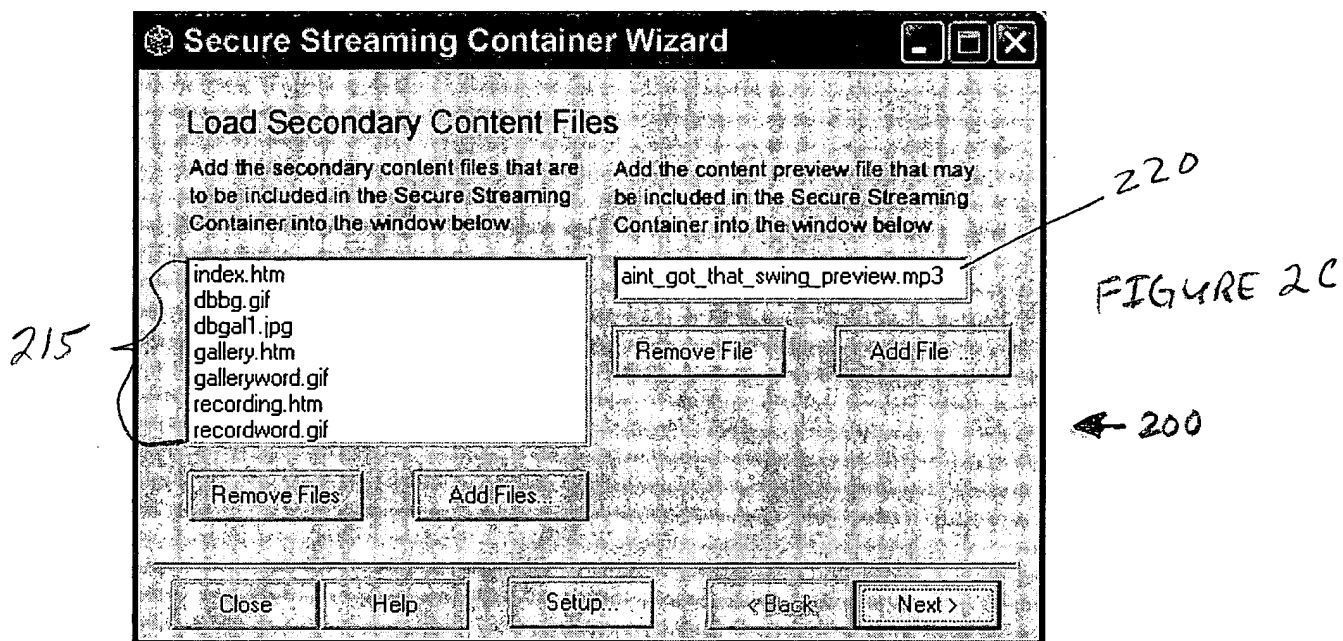 Secure Streaming Container Wizard
Load Secondary Content Files
Add the secondary content files that are
to be included in the Secure Streaming
Container into the window below
Add the content preview file that may
be included in the Secure Streaming
Container into the window below
220
index.htm
dbbg.gif
dbgal1.jpg
gallery.htm
galleryword.gif
recording.htm
recordword.gif
215
aint_got_that_swing_preview.mp3
FIGURE 2C
Remove File
Add File ...
200
Remove Files
Add Files...
Close
Help
Setup...
< Back
Next >